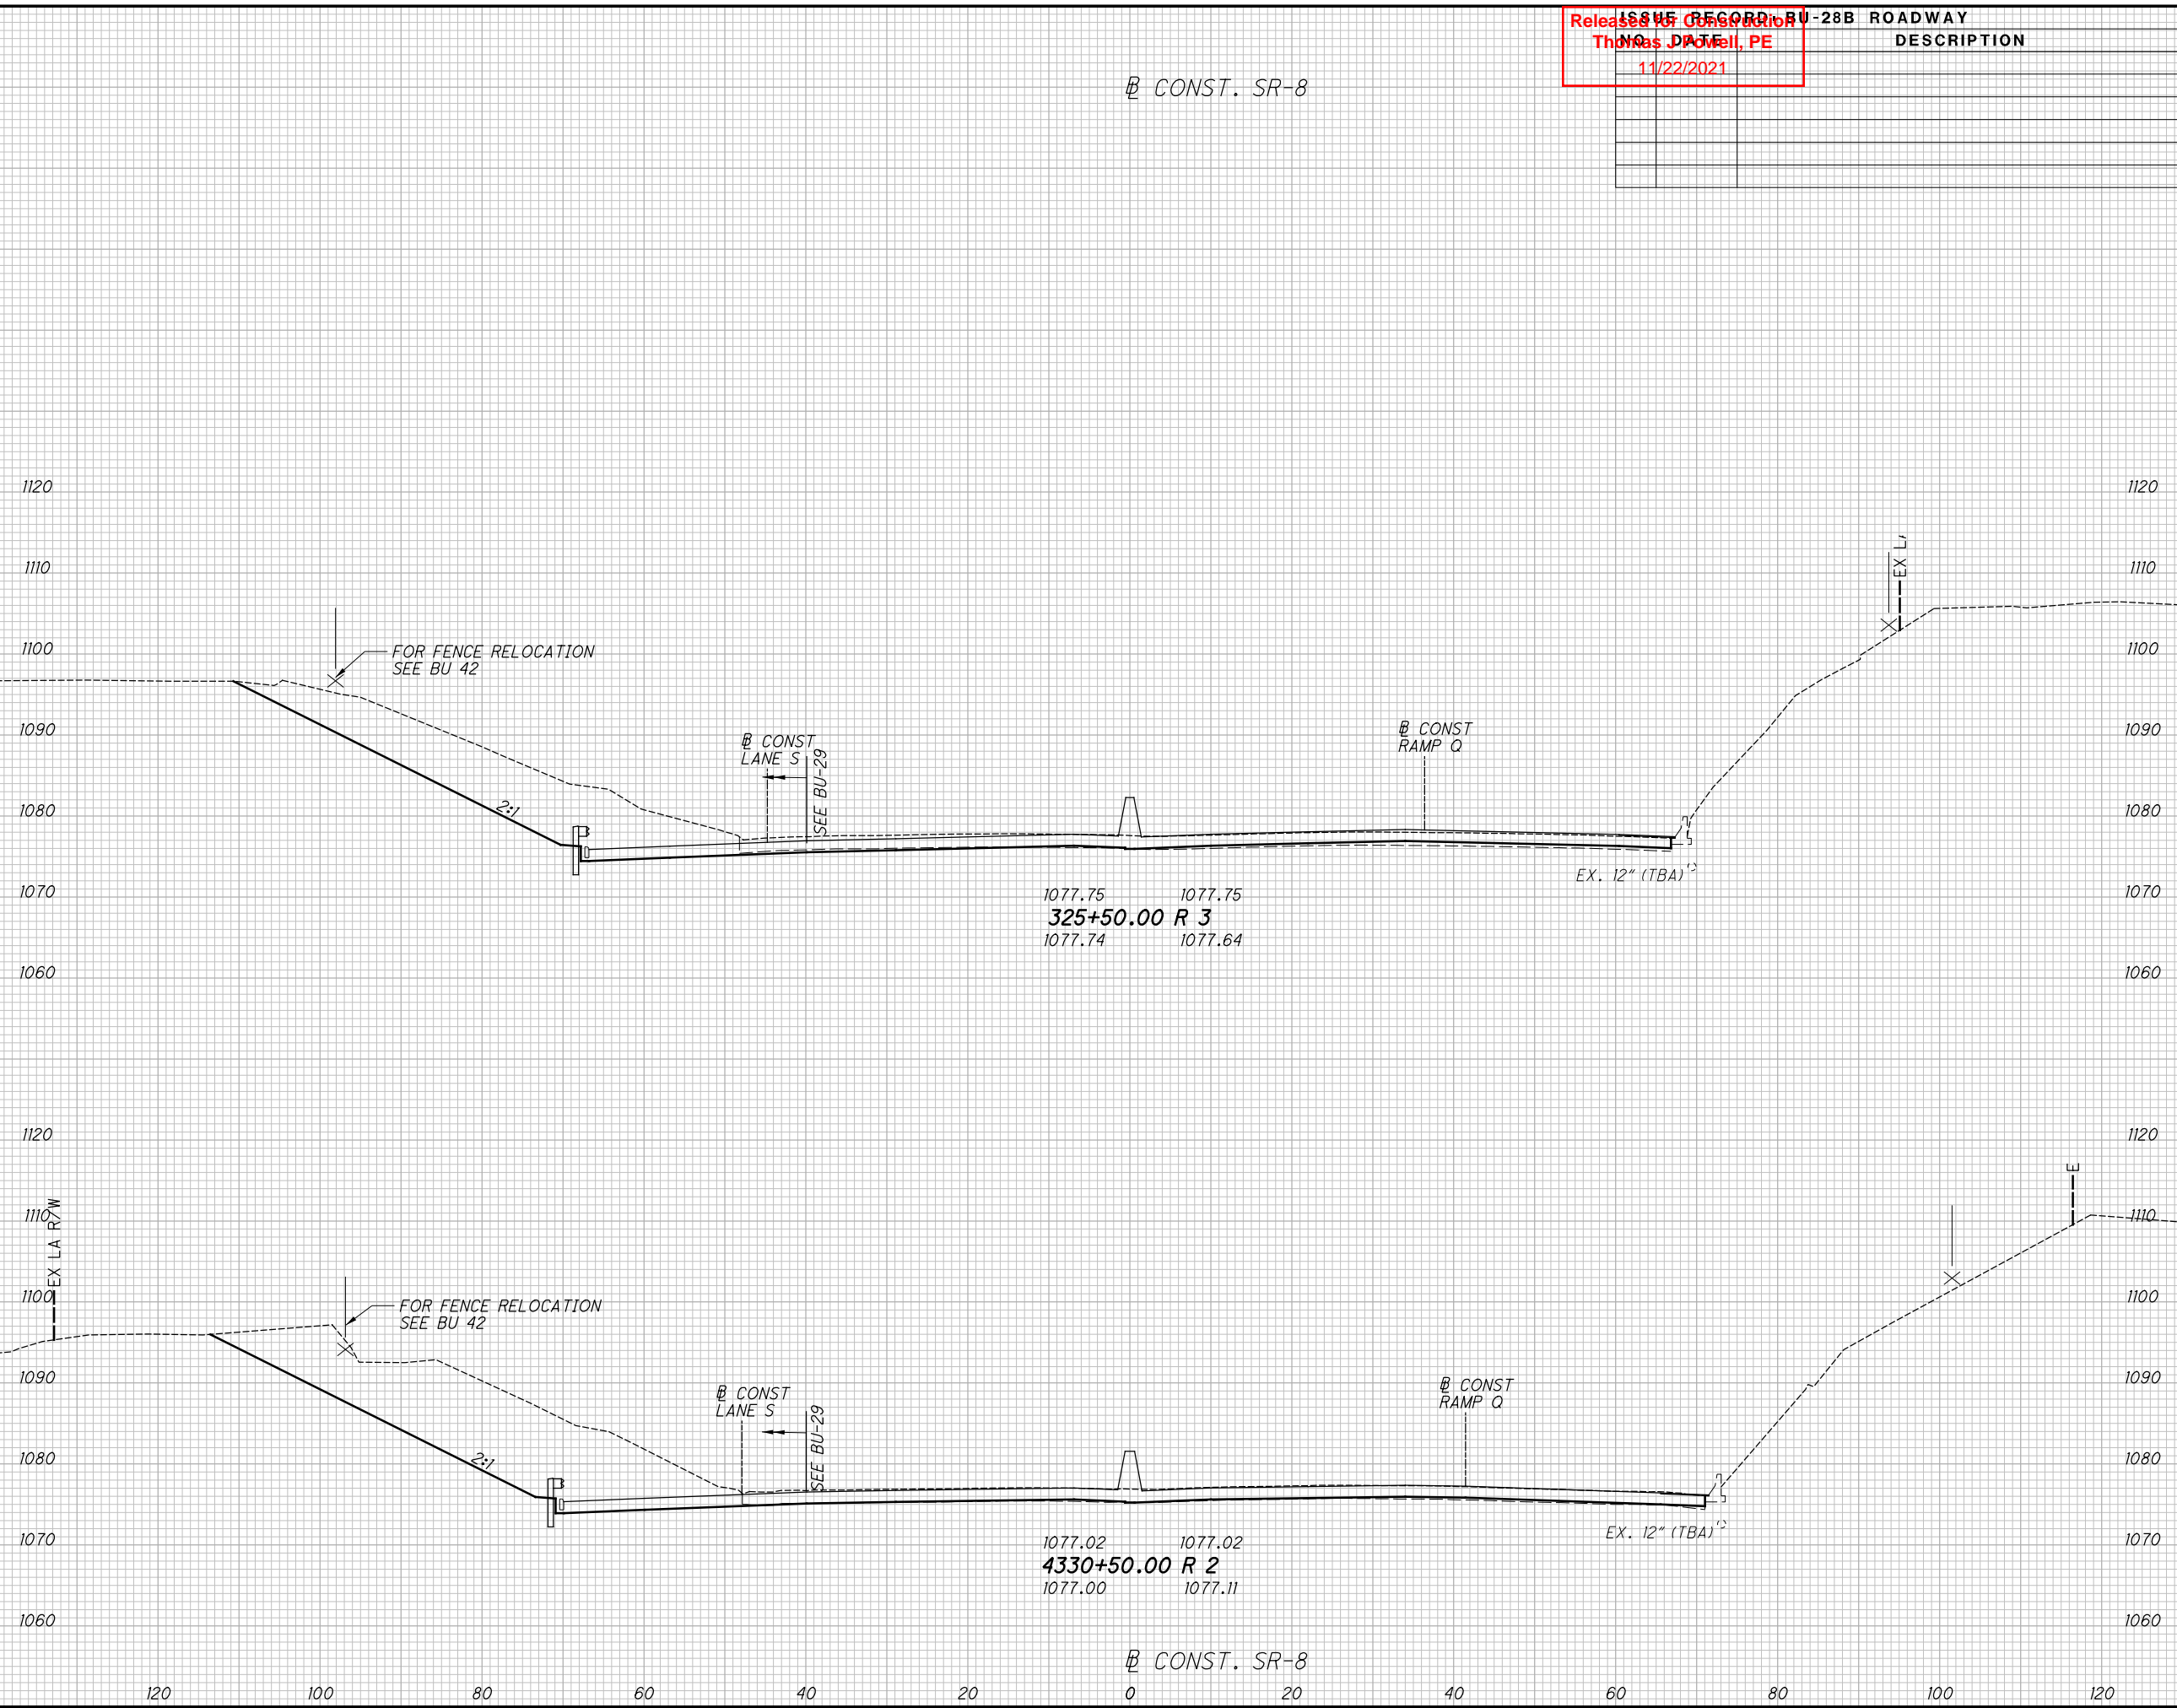 ISSUE RECORD: BU-28B ROADWAY
NO DATE DESCRIPTION
Released for Construction
Thomas J Powell, PE
11/22/2021
℄ CONST. SR-8
1120 1120
1110 EX LA 1110
1100 FOR FENCE RELOCATION 1100
SEE BU 42
1090 1090
℄ CONST
LANE S
SEE BU-29
℄ CONST
RAMP Q
1080 2:1 1080
EX. 12" (TBA)
1070 1070
1077.75 1077.75
325+50.00 R 3
1077.74 1077.64
1060 1060
1120 1120
EX LA R/W
E
1110 1110
1100 1100
FOR FENCE RELOCATION
SEE BU 42
1090 1090
℄ CONST
LANE S
SEE BU-29
℄ CONST
RAMP Q
1080 2:1 1080
EX. 12" (TBA)
1070 1070
1077.02 1077.02
4330+50.00 R 2
1077.00 1077.11
1060 1060
℄ CONST. SR-8
120 100 80 60 40 20 0 20 40 60 80 100 120